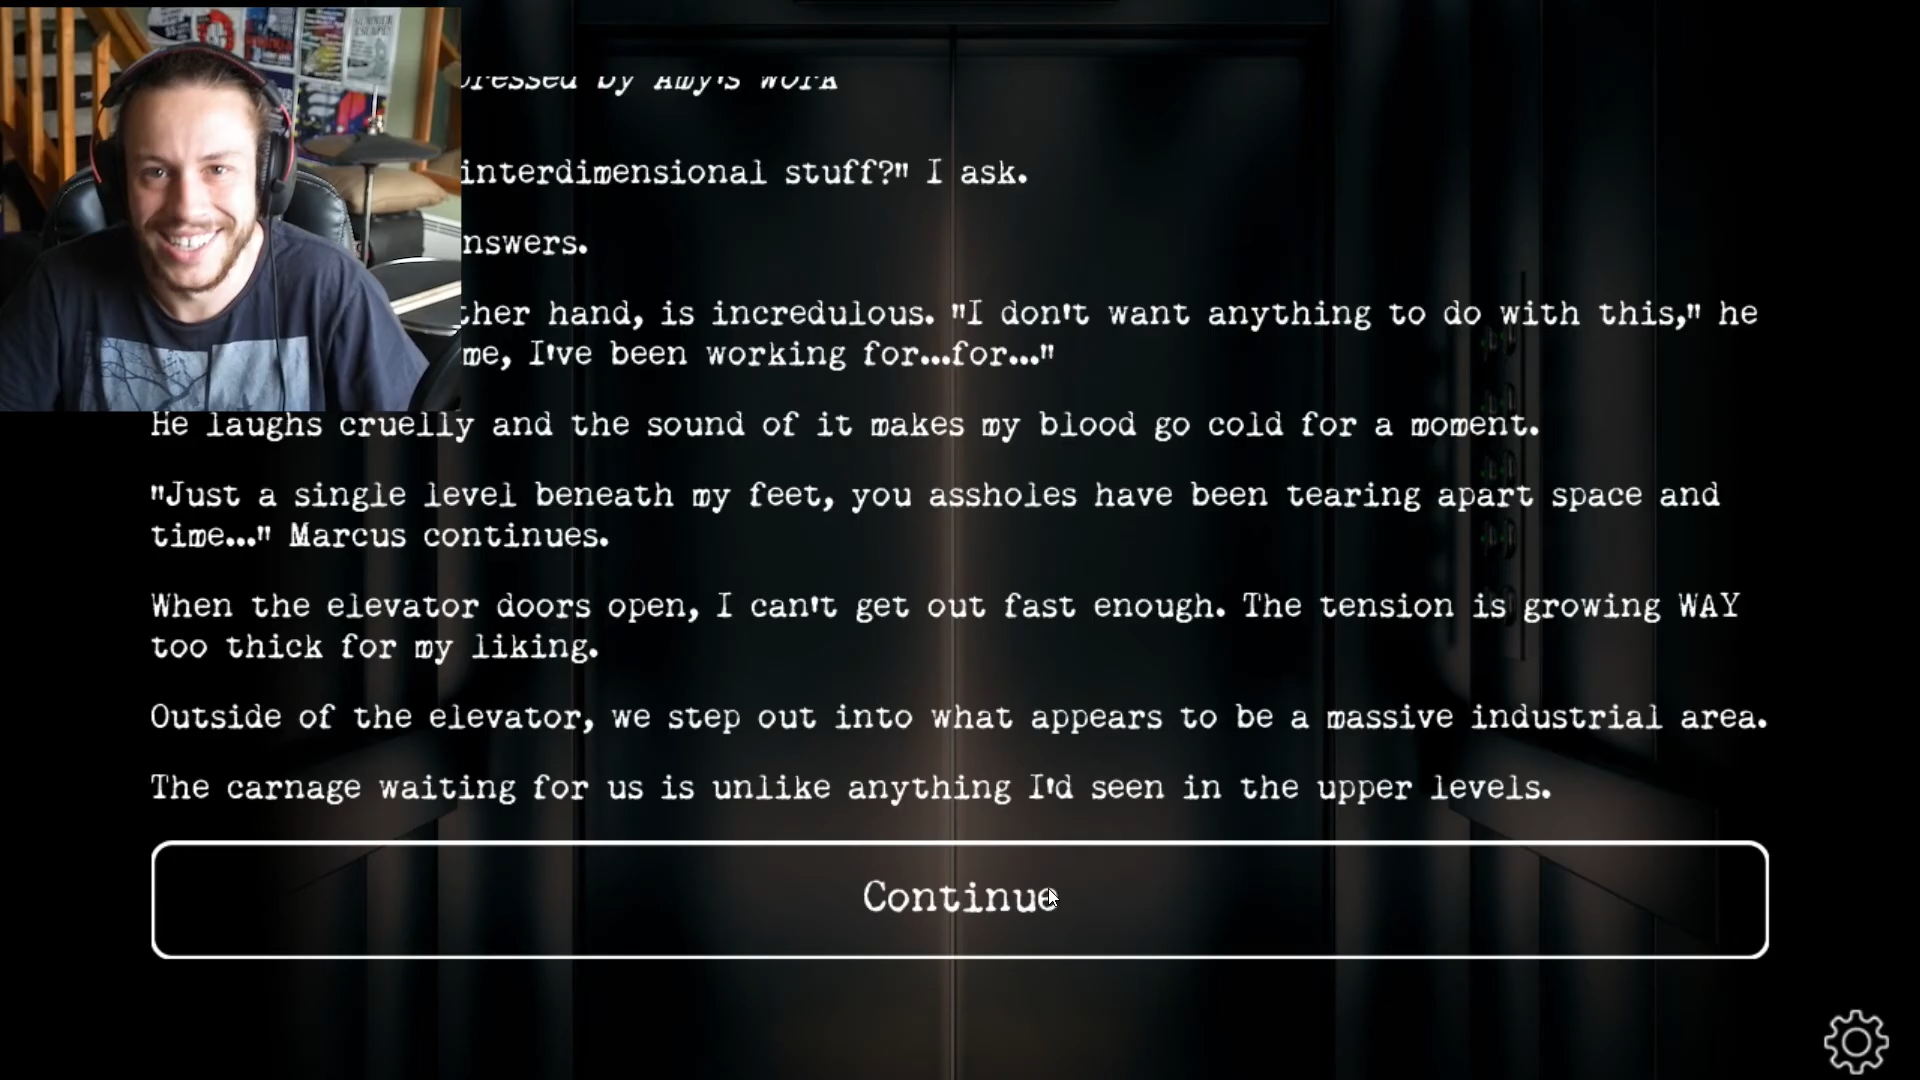 pressed by Amy's work
interdimensional stuff?" I ask.
nswers.
ther hand, is incredulous. "I don't want anything to do with this," he
me, I've been working for...for..."
He laughs cruelly and the sound of it makes my blood go cold for a moment.
"Just a single level beneath my feet, you assholes have been tearing apart space and
time..." Marcus continues.
When the elevator doors open, I can't get out fast enough. The tension is growing WAY
too thick for my liking.
Outside of the elevator, we step out into what appears to be a massive industrial area.
The carnage waiting for us is unlike anything I'd seen in the upper levels.
Continue